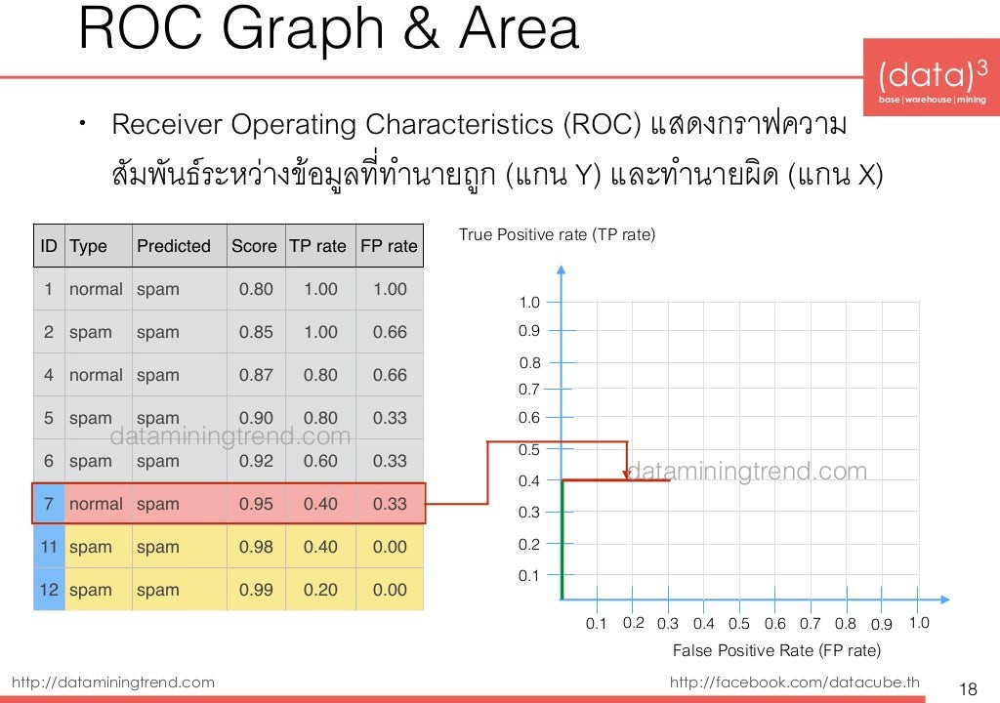 ROC Graph & Area
(data)3
base|warehouse|mining
• Receiver Operating Characteristics (ROC) แสดงกราฟความ
สัมพันธ์ระหว่างข้อมูลที่ทำนายถูก (แกน Y) และทำนายผิด (แกน X)
ID Type Predicted Score TP rate FP rate
1 normal spam 0.80 1.00 1.00
2 spam spam 0.85 1.00 0.66
4 normal spam 0.87 0.80 0.66
5 spam spam 0.90 0.80 0.33
dataminingtrend.com
6 spam spam 0.92 0.60 0.33
7 normal spam 0.95 0.40 0.33
11 spam spam 0.98 0.40 0.00
12 spam spam 0.99 0.20 0.00
True Positive rate (TP rate)
1.0
0.9
0.8
0.7
0.6
0.5
dataminingtrend.com
0.4
0.3
0.2
0.1
0.1 0.2 0.3 0.4 0.5 0.6 0.7 0.8 0.9 1.0
False Positive Rate (FP rate)
http://dataminingtrend.com
http://facebook.com/datacube.th
18